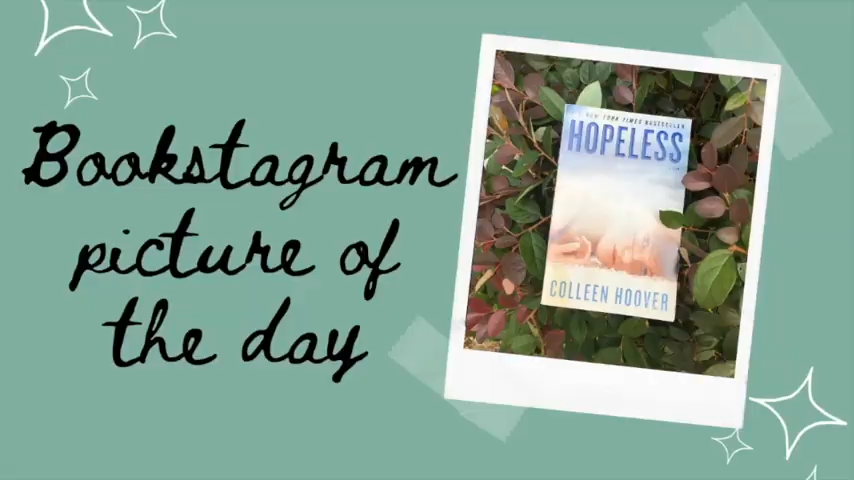 Bookstagram
picture of
the day
NEW YORK TIMES BESTSELLER
HOPELESS
COLLEEN HOOVER